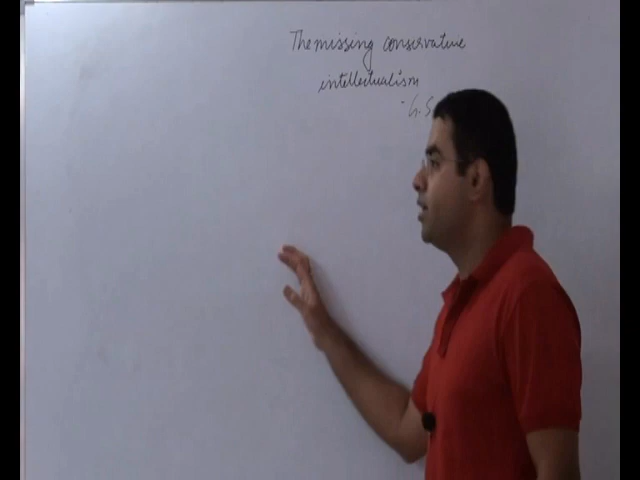 The missing conservative
intellectualism
- G. S